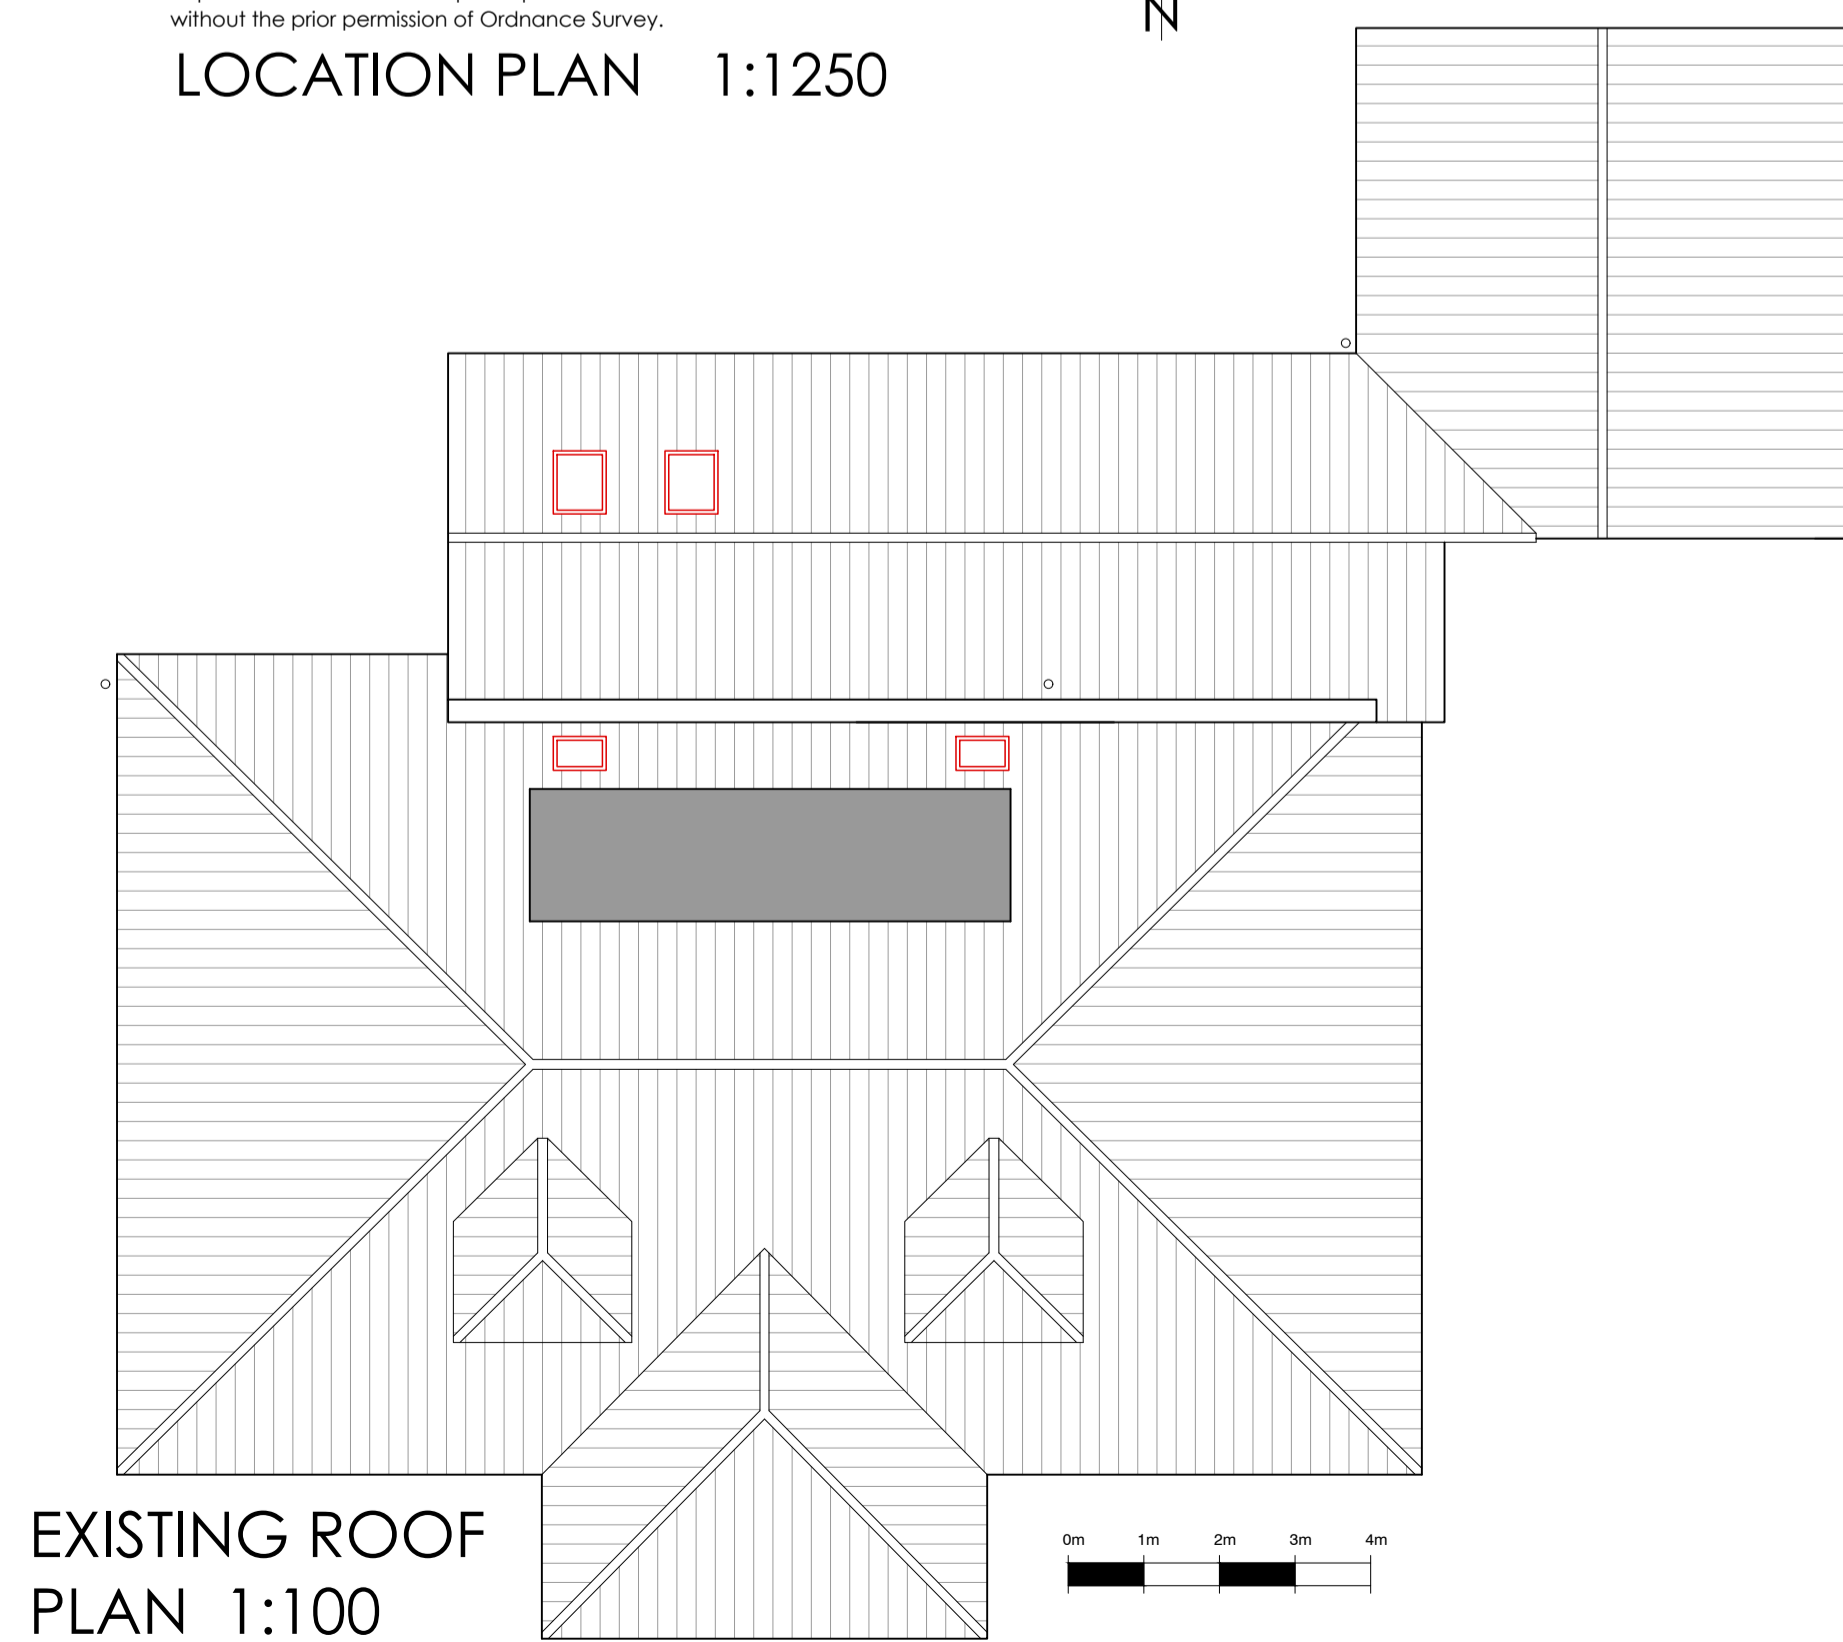 without the prior permission of Ordnance Survey.
N
LOCATION PLAN 1:1250
EXISTING ROOF
PLAN 1:100
0m 1m 2m 3m 4m